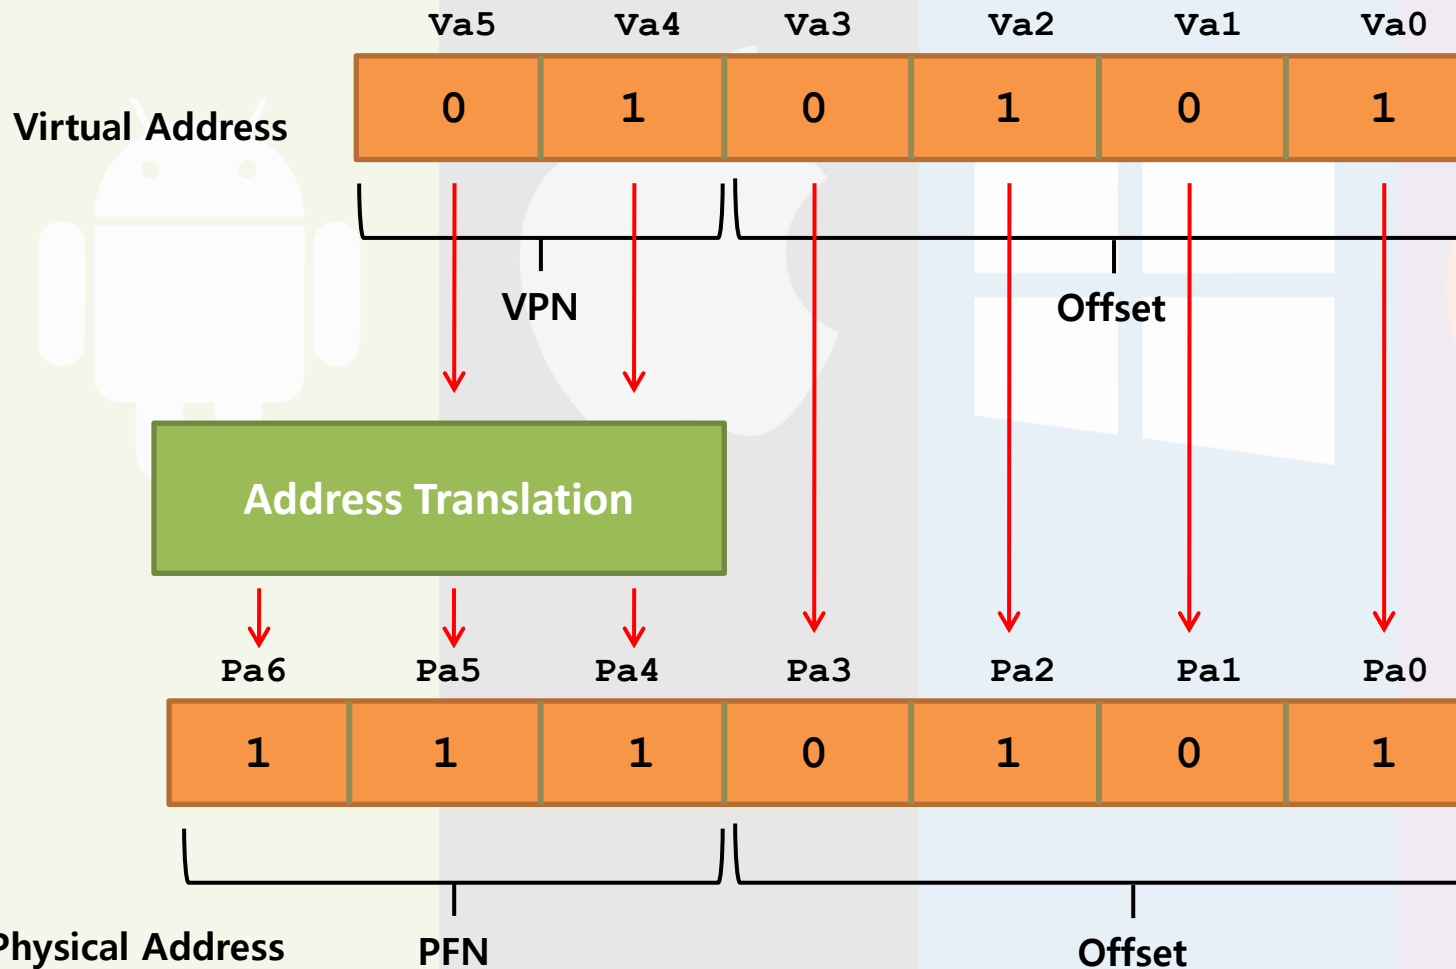 Va5 Va4 Va3 Va2 Va1 Va0
Virtual Address 0 1 0 1 0 1
VPN Offset
Address Translation
Pa6 Pa5 Pa4 Pa3 Pa2 Pa1 Pa0
1 1 1 0 1 0 1
Physical Address PFN Offset